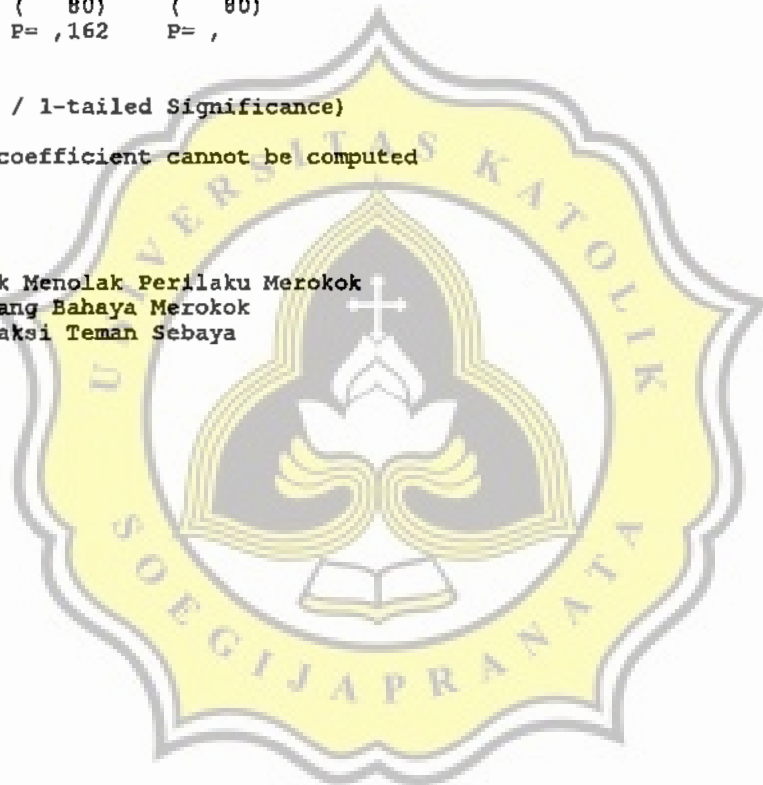 ( 80) ( 80)
P= ,162 P= ,
/ 1-tailed Significance)
coefficient cannot be computed
k Menolak Perilaku Merokok
ang Bahaya Merokok
aksi Teman Sebaya
UNIVERSITAS KATOLIK
SOEGIJAPRANATA